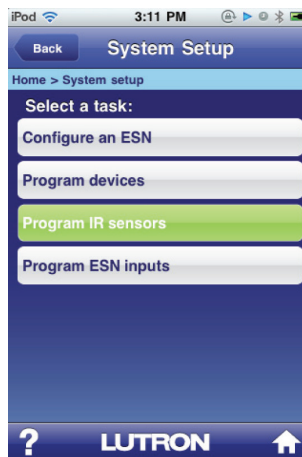 iPod 3:11 PM
Back System Setup
Home > System setup
Select a task:
Configure an ESN
Program devices
Program IR sensors
Program ESN inputs
? LUTRON